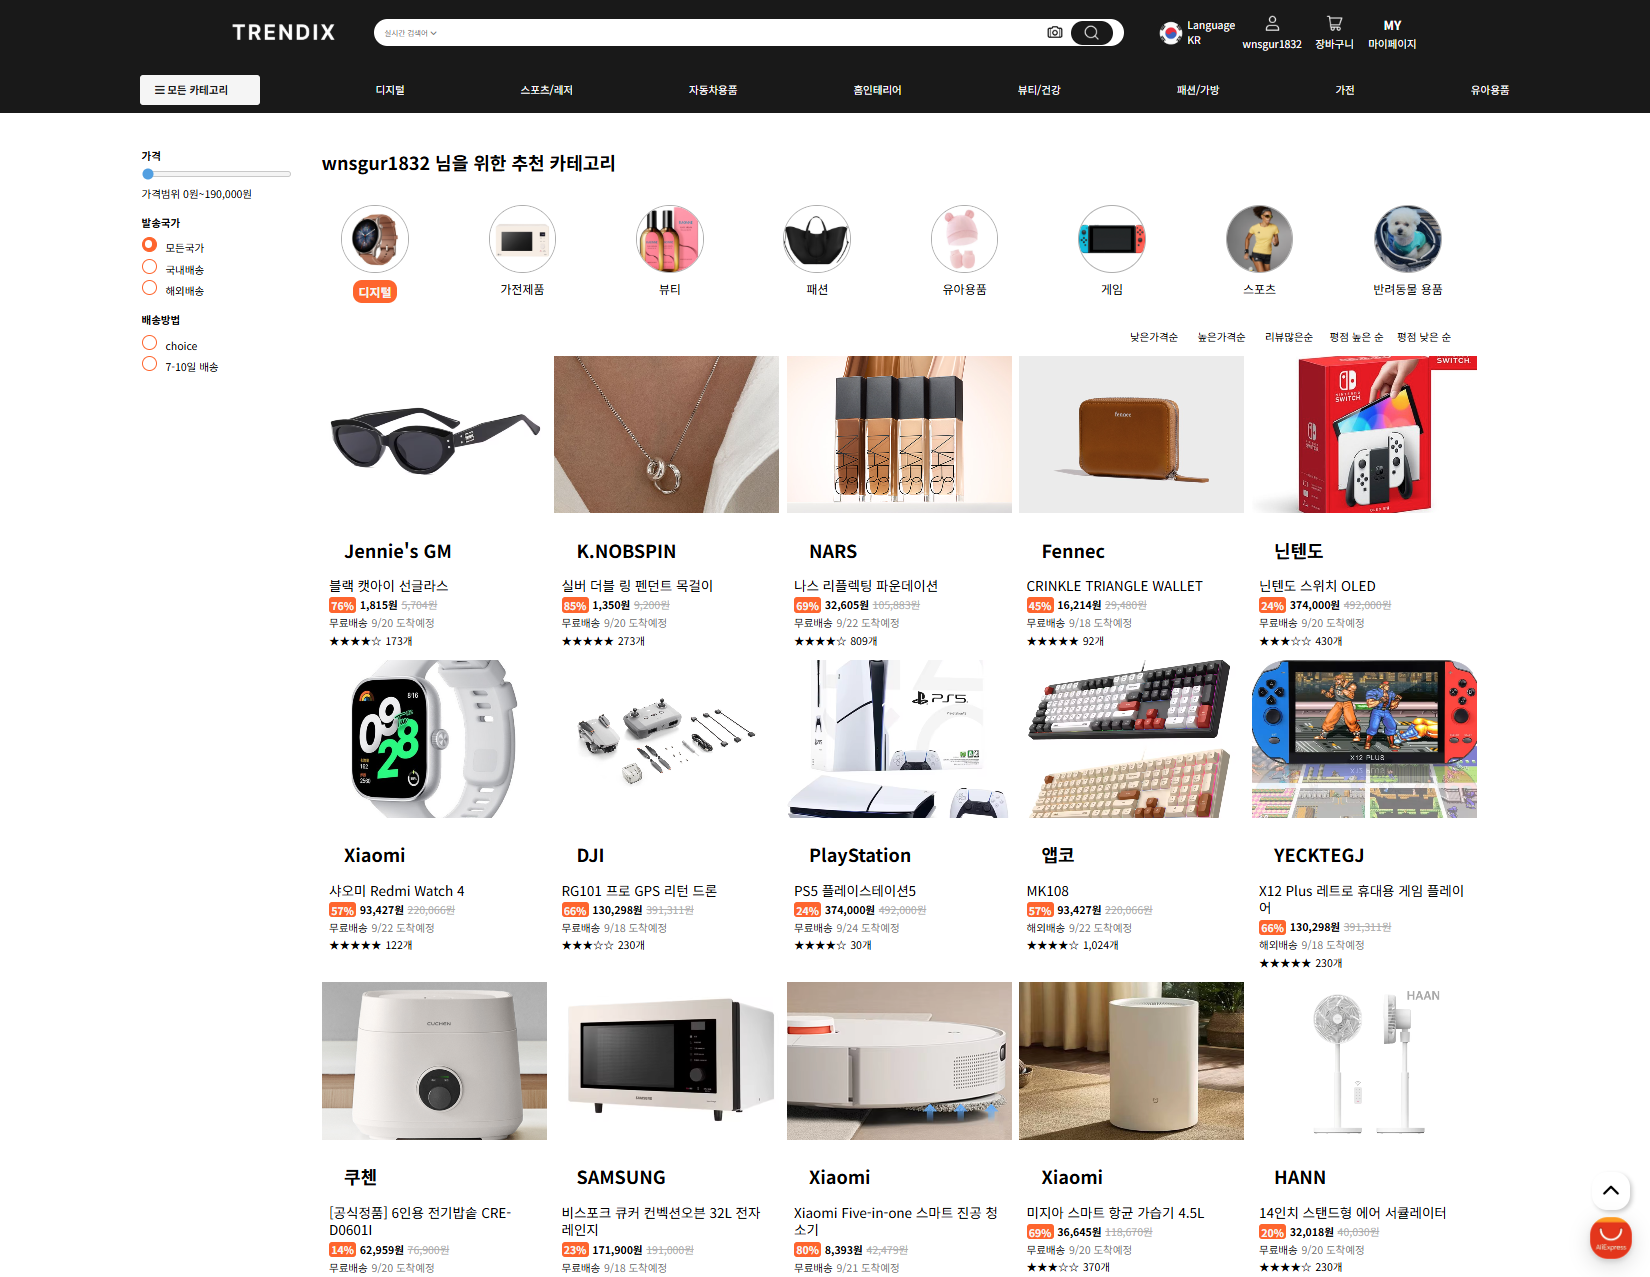 TRENDIX
실시간 검색어
Language
KR
wnsgur1832
장바구니
MY
마이페이지
모든 카테고리
디지털
스포츠/레저
자동차용품
홈인테리어
뷰티/건강
패션/가방
가전
유아용품
가격
가격범위 0원~190,000원
발송국가
모든국가
국내배송
해외배송
배송방법
choice
7-10일 배송
wnsgur1832 님을 위한 추천 카테고리
디지털
가전제품
뷰티
패션
유아용품
게임
스포츠
반려동물 용품
낮은가격순
높은가격순
리뷰많은순
평점 높은 순
평점 낮은 순
Jennie's GM
블랙 캣아이 선글라스
76% 1,815원 5,704원
무료배송 9/20 도착예정
★★★★☆ 173개
K.NOBSPIN
실버 더블 링 펜던트 목걸이
85% 1,350원 9,200원
무료배송 9/20 도착예정
★★★★★ 273개
NARS
NARS
NARS
NARS
NARS
나스 리플렉팅 파운데이션
69% 32,605원 105,883원
무료배송 9/22 도착예정
★★★★☆ 809개
fennec
Fennec
CRINKLE TRIANGLE WALLET
45% 16,214원 29,480원
무료배송 9/18 도착예정
★★★★★ 92개
SWITCH
SWITCH
닌텐도
닌텐도 스위치 OLED
24% 374,000원 492,000원
무료배송 9/20 도착예정
★★★☆☆ 430개
8/16
09
28
Xiaomi
샤오미 Redmi Watch 4
57% 93,427원 220,066원
무료배송 9/22 도착예정
★★★★★ 122개
DJI
RG101 프로 GPS 리턴 드론
66% 130,298원 391,311원
무료배송 9/18 도착예정
★★★☆☆ 230개
PS5
PlayStation
PS5 플레이스테이션5
24% 374,000원 492,000원
무료배송 9/24 도착예정
★★★★☆ 30개
앱코
MK108
57% 93,427원 220,066원
해외배송 9/22 도착예정
★★★★☆ 1,024개
X12 PLUS
YECKTEGJ
X12 Plus 레트로 휴대용 게임 플레이
어
66% 130,298원 391,311원
해외배송 9/18 도착예정
★★★★★ 230개
CUCHEN
쿠첸
[공식정품] 6인용 전기밥솥 CRE-
D0601I
14% 62,959원 76,900원
무료배송 9/20 도착예정
SAMSUNG
SAMSUNG
비스포크 큐커 컨벡션오븐 32L 전자
레인지
23% 171,900원 191,000원
무료배송 9/18 도착예정
Xiaomi
Xiaomi Five-in-one 스마트 진공 청
소기
80% 8,393원 42,479원
무료배송 9/21 도착예정
Xiaomi
미지아 스마트 항균 가습기 4.5L
69% 36,645원 118,670원
무료배송 9/20 도착예정
★★★☆☆ 370개
HAAN
HANN
14인치 스탠드형 에어 서큘레이터
20% 32,018원 40,030원
무료배송 9/20 도착예정
★★★★☆ 230개
AliExpress